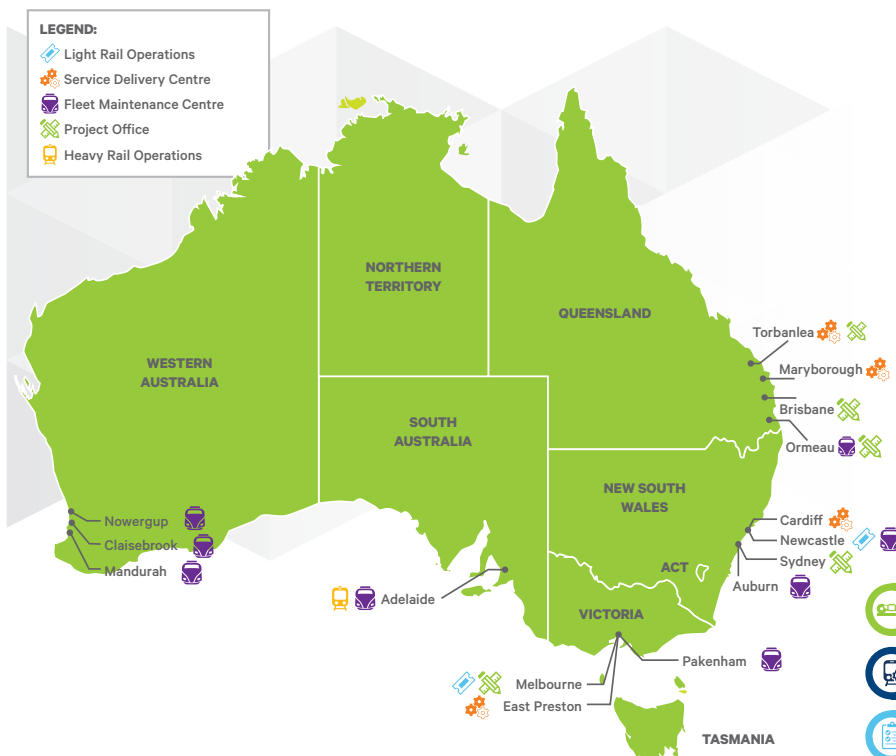 LEGEND:
Light Rail Operations
Service Delivery Centre
Fleet Maintenance Centre
Project Office
Heavy Rail Operations
NORTHERN
TERRITORY
QUEENSLAND
WESTERN
AUSTRALIA
SOUTH
AUSTRALIA
NEW SOUTH
WALES
ACT
VICTORIA
TASMANIA
Torbanlea
Maryborough
Brisbane
Ormeau
Cardiff
Newcastle
Sydney
Auburn
Nowergup
Claisebrook
Mandurah
Adelaide
Pakenham
Melbourne
East Preston